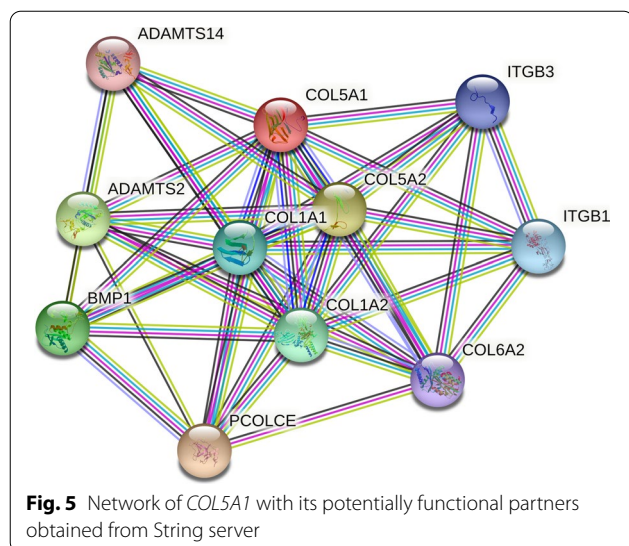 ADAMTS14
COL5A1
ITGB3
COL5A2
ADAMTS2
COL1A1
ITGB1
BMP1
COL1A2
COL6A2
PCOLCE
Fig. 5 Network of COL5A1 with its potentially functional partners
obtained from String server